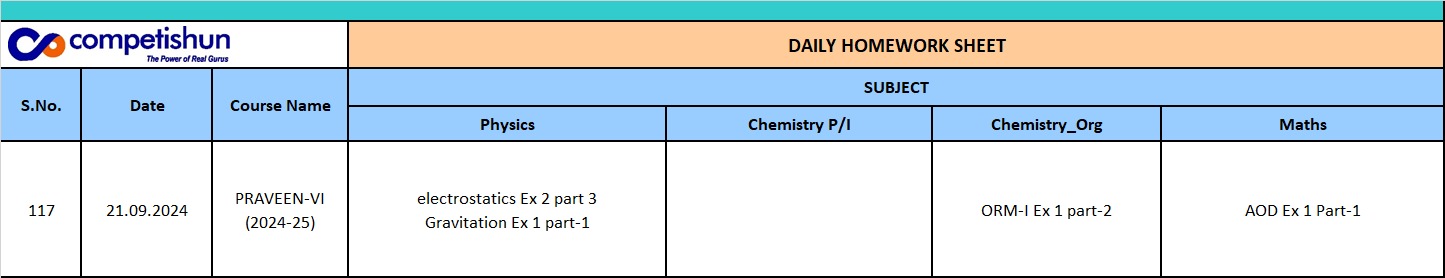 competishun
The Power of Real Gurus
DAILY HOMEWORK SHEET
S.No.
Date
Course Name
SUBJECT
Physics
Chemistry P/I
Chemistry_Org
Maths
117
21.09.2024
PRAVEEN-VI
(2024-25)
electrostatics Ex 2 part 3
Gravitation Ex 1 part-1
ORM-I Ex 1 part-2
AOD Ex 1 Part-1